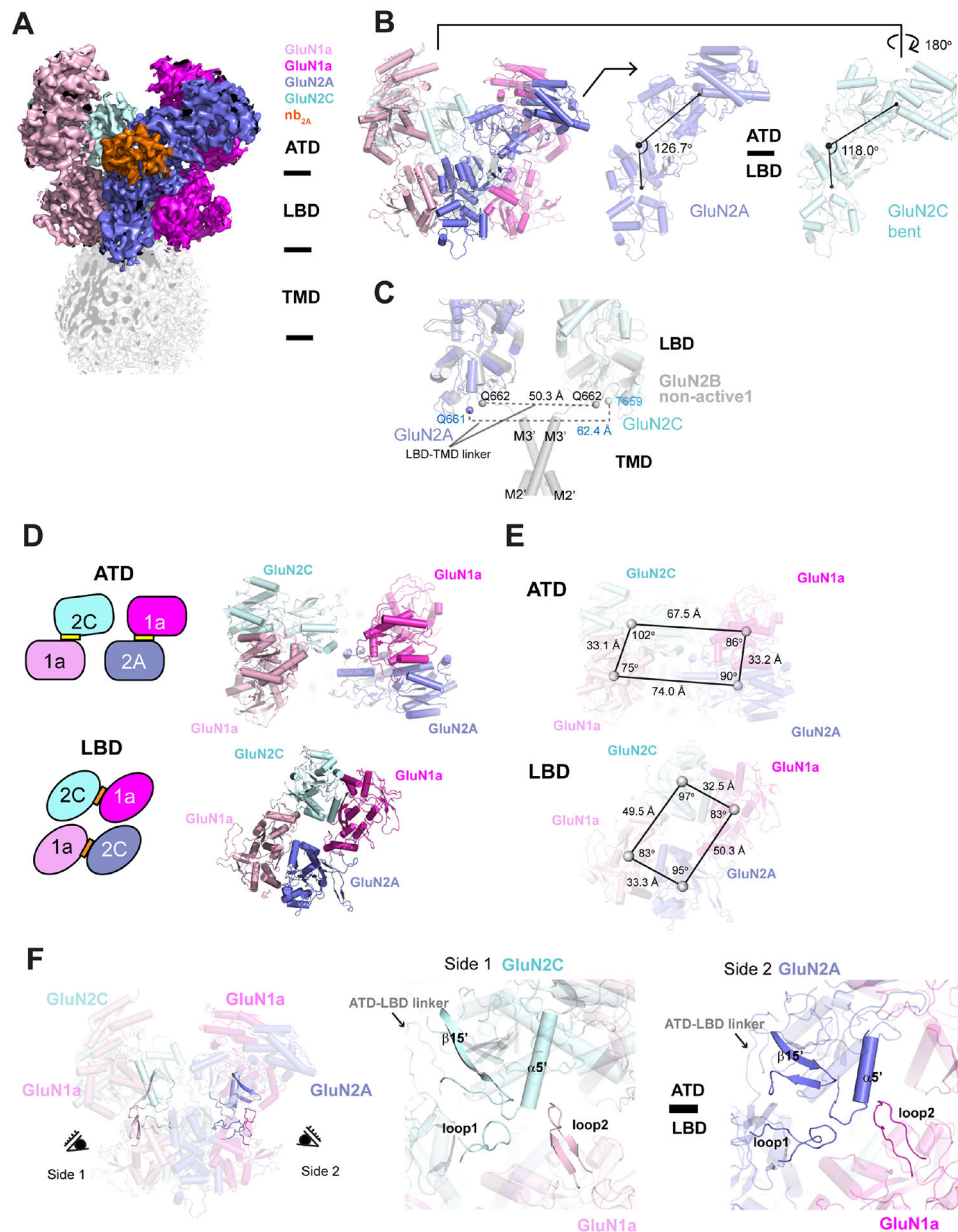 A
GluN1a
GluN1a
GluN2A
GluN2C
nb2A
ATD
LBD
TMD
B
180°
126.7°
ATD
LBD
118.0°
GluN2A
GluN2C
bent
C
LBD
GluN2B
non-active1
Q662
50.3 Å
Q662
T659
Q661
GluN2A
62.4 Å
GluN2C
LBD-TMD linker
M3'
M3'
TMD
M2'
M2'
D
ATD
2C
1a
1a
2A
GluN2C
GluN1a
GluN1a
GluN2A
LBD
2C
1a
1a
2C
GluN2C
GluN1a
GluN1a
GluN2A
E
ATD
GluN2C
GluN1a
67.5 Å
102°
86°
33.1 Å
33.2 Å
75°
90°
74.0 Å
GluN1a
GluN2A
LBD
GluN2C
GluN1a
32.5 Å
97°
49.5 Å
83°
GluN1a
50.3 Å
83°
95°
33.3 Å
GluN2A
F
GluN2C
GluN1a
GluN1a
GluN2A
Side 1
Side 2
Side 1 GluN2C
ATD-LBD linker
β15'
α5'
loop1
loop2
GluN1a
Side 2 GluN2A
ATD-LBD linker
β15'
α5'
ATD
LBD
loop1
loop2
GluN1a